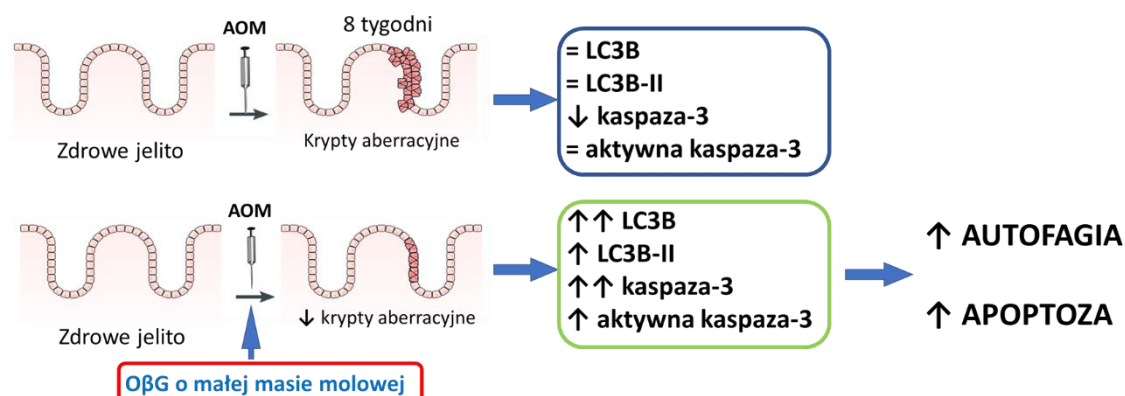 AOM
8 tygodni
Zdrowe jelito
Krypty aberracyjne
= LC3B
= LC3B-II
↓ kaspaza-3
= aktywna kaspaza-3
AOM
Zdrowe jelito
↓ krypty aberracyjne
↑↑ LC3B
↑ LC3B-II
↑↑ kaspaza-3
↑ aktywna kaspaza-3
↑ AUTOFAGIA
↑ APOPTOZA
OβG o małej masie molowej